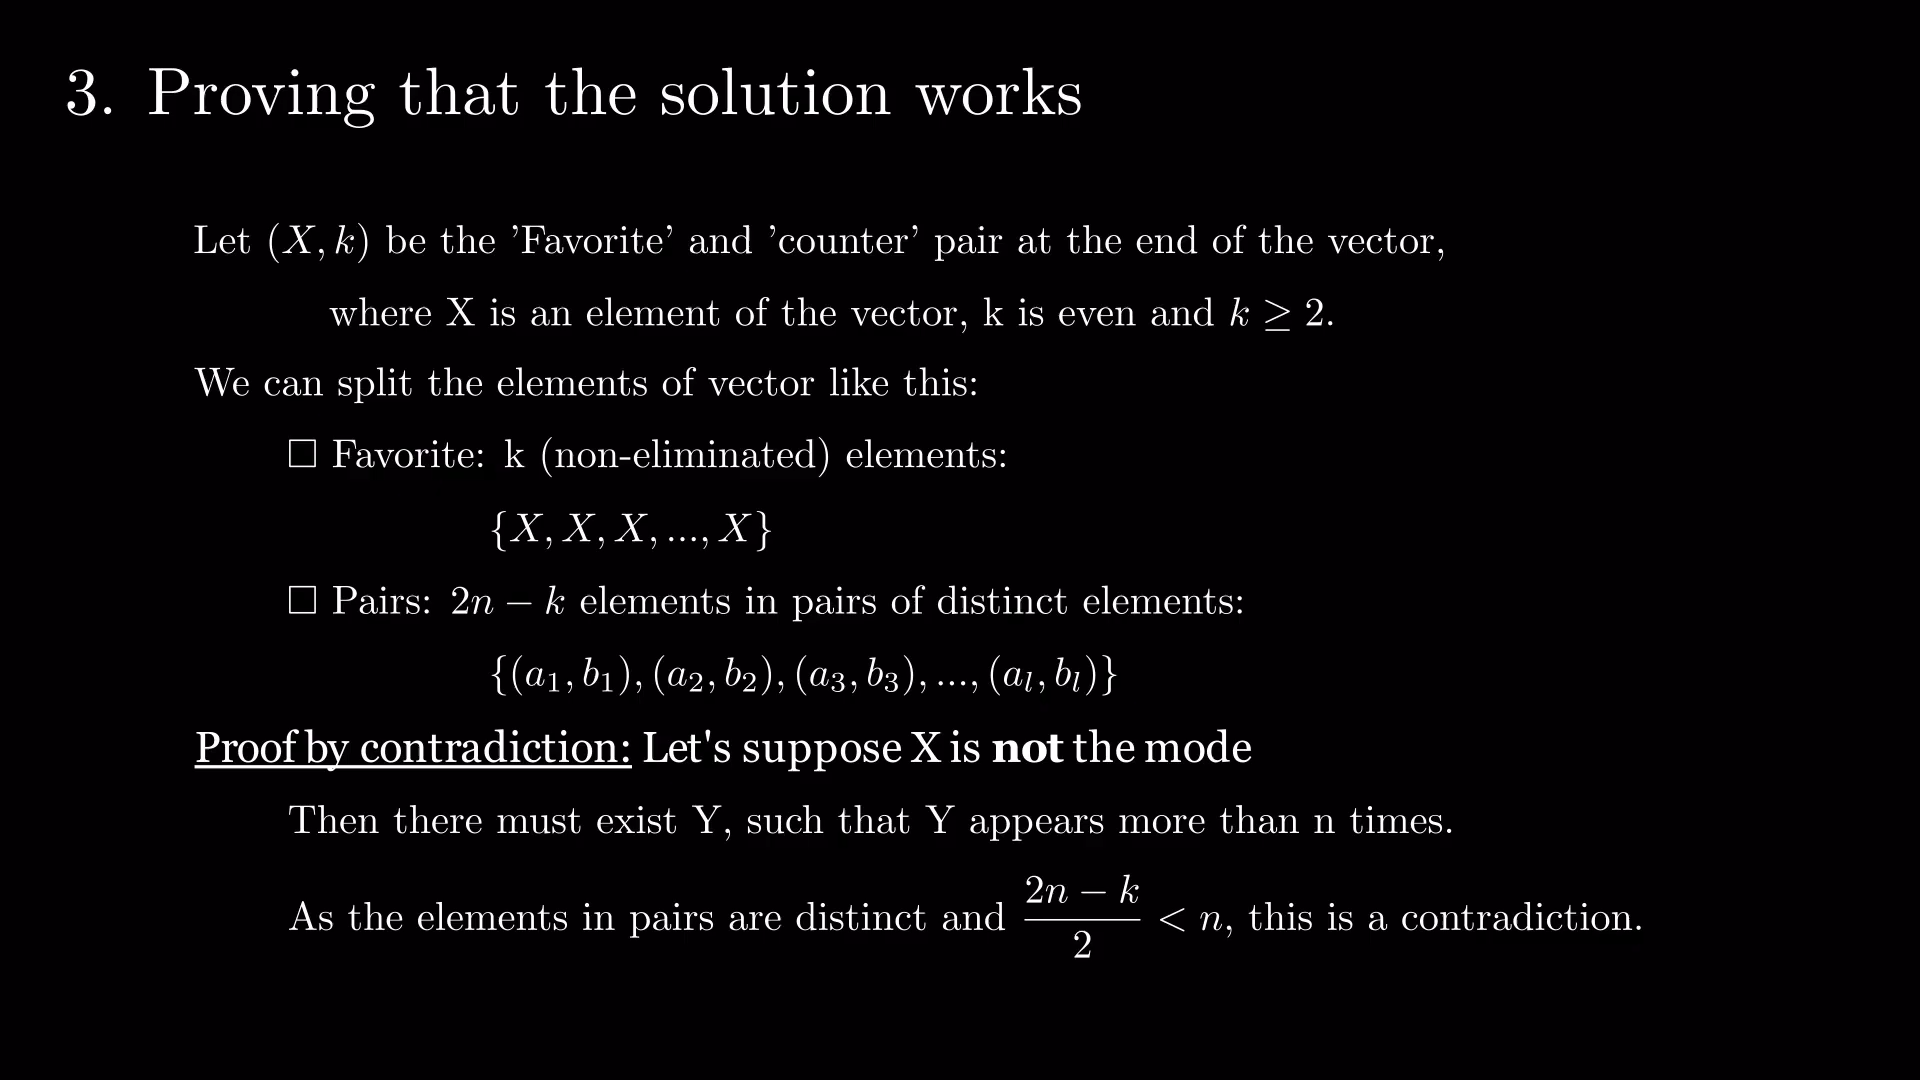 3. Proving that the solution works
Let (X, k) be the 'Favorite' and 'counter' pair at the end of the vector,
where X is an element of the vector, k is even and k ≥ 2.
We can split the elements of vector like this:
□ Favorite: k (non-eliminated) elements:
{X, X, X, ..., X}
□ Pairs: 2n − k elements in pairs of distinct elements:
{(a₁, b₁), (a₂, b₂), (a₃, b₃), ..., (aₗ, bₗ)}
Proof by contradiction: Let's suppose X is not the mode
Then there must exist Y, such that Y appears more than n times.
As the elements in pairs are distinct and (2n − k)/2 < n, this is a contradiction.